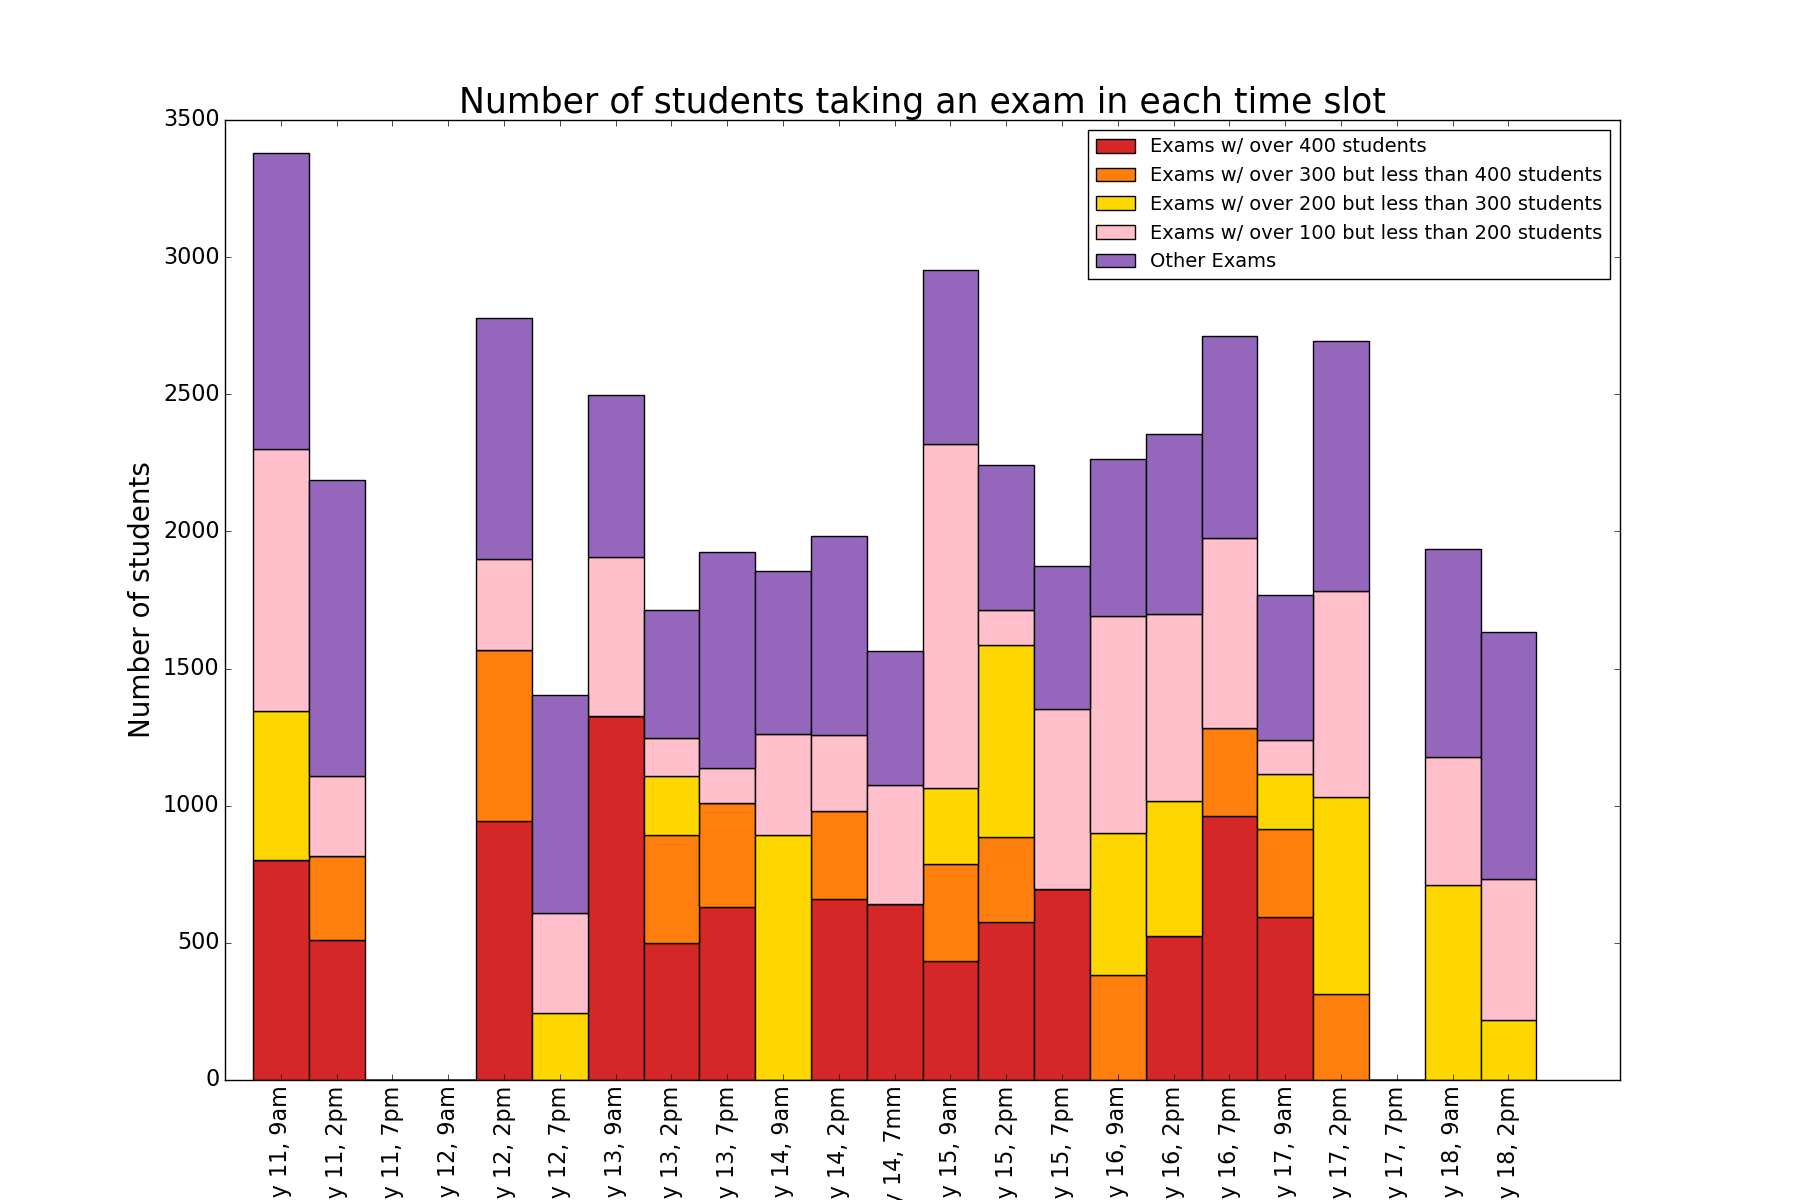 Number of students taking an exam in each time slot
Exams w/ over 400 students
Exams w/ over 300 but less than 400 students
Exams w/ over 200 but less than 300 students
Exams w/ over 100 but less than 200 students
Other Exams
Number of students
3500
3000
2500
2000
1500
1000
500
0
y 11, 9am
y 11, 2pm
y 11, 7pm
y 12, 9am
y 12, 2pm
y 12, 7pm
y 13, 9am
y 13, 2pm
y 13, 7pm
y 14, 9am
y 14, 2pm
y 14, 7mm
y 15, 9am
y 15, 2pm
y 15, 7pm
y 16, 9am
y 16, 2pm
y 16, 7pm
y 17, 9am
y 17, 2pm
y 17, 7pm
y 18, 9am
y 18, 2pm